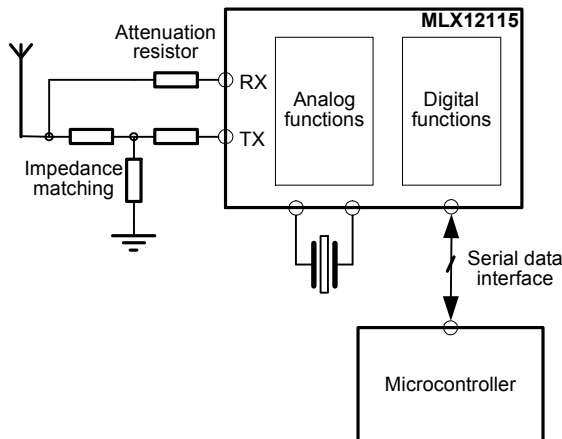 MLX12115
Attenuation
resistor
RX
TX
Analog
functions
Digital
functions
Impedance
matching
Serial data
interface
Microcontroller